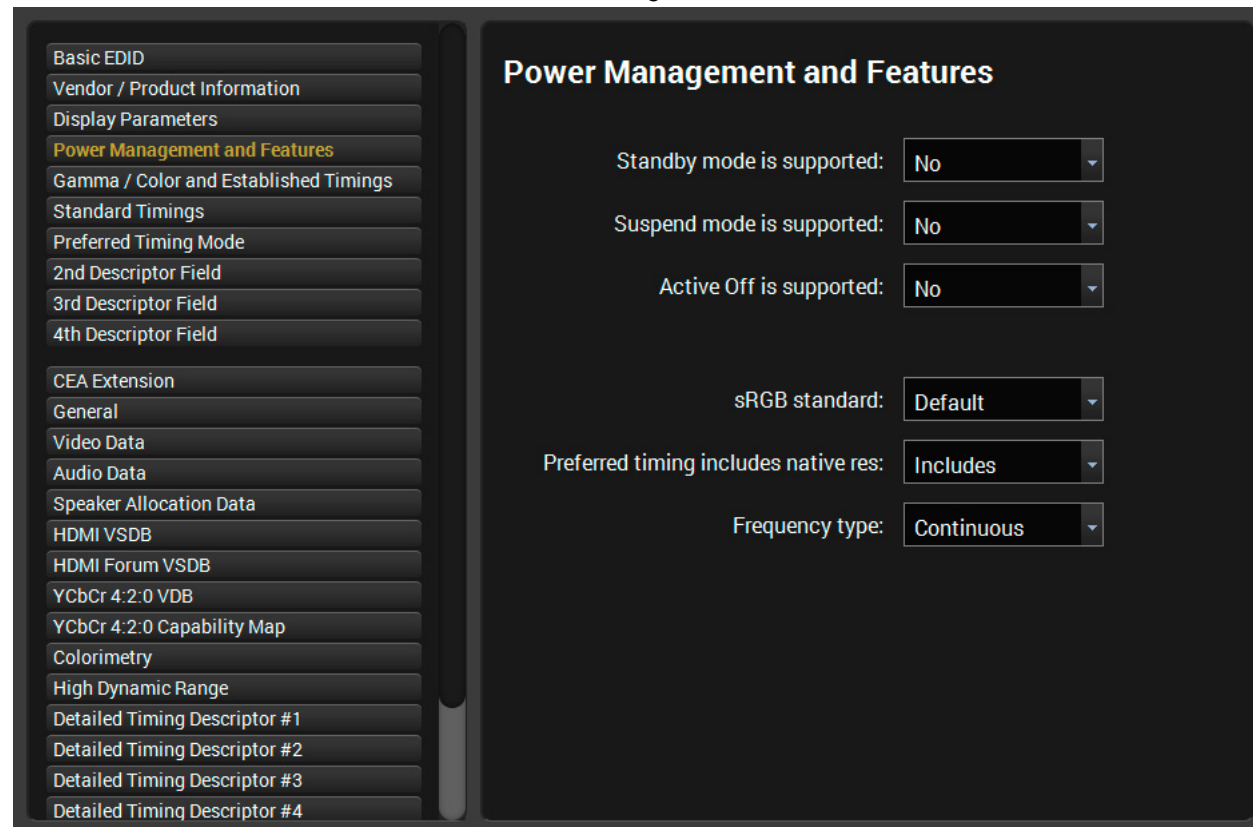 Basic EDID
Vendor / Product Information
Display Parameters
Power Management and Features
Gamma / Color and Established Timings
Standard Timings
Preferred Timing Mode
2nd Descriptor Field
3rd Descriptor Field
4th Descriptor Field
CEA Extension
General
Video Data
Audio Data
Speaker Allocation Data
HDMI VSDB
HDMI Forum VSDB
YCbCr 4:2:0 VDB
YCbCr 4:2:0 Capability Map
Colorimetry
High Dynamic Range
Detailed Timing Descriptor #1
Detailed Timing Descriptor #2
Detailed Timing Descriptor #3
Detailed Timing Descriptor #4
Power Management and Features
Standby mode is supported: No
Suspend mode is supported: No
Active Off is supported: No
sRGB standard: Default
Preferred timing includes native res: Includes
Frequency type: Continuous